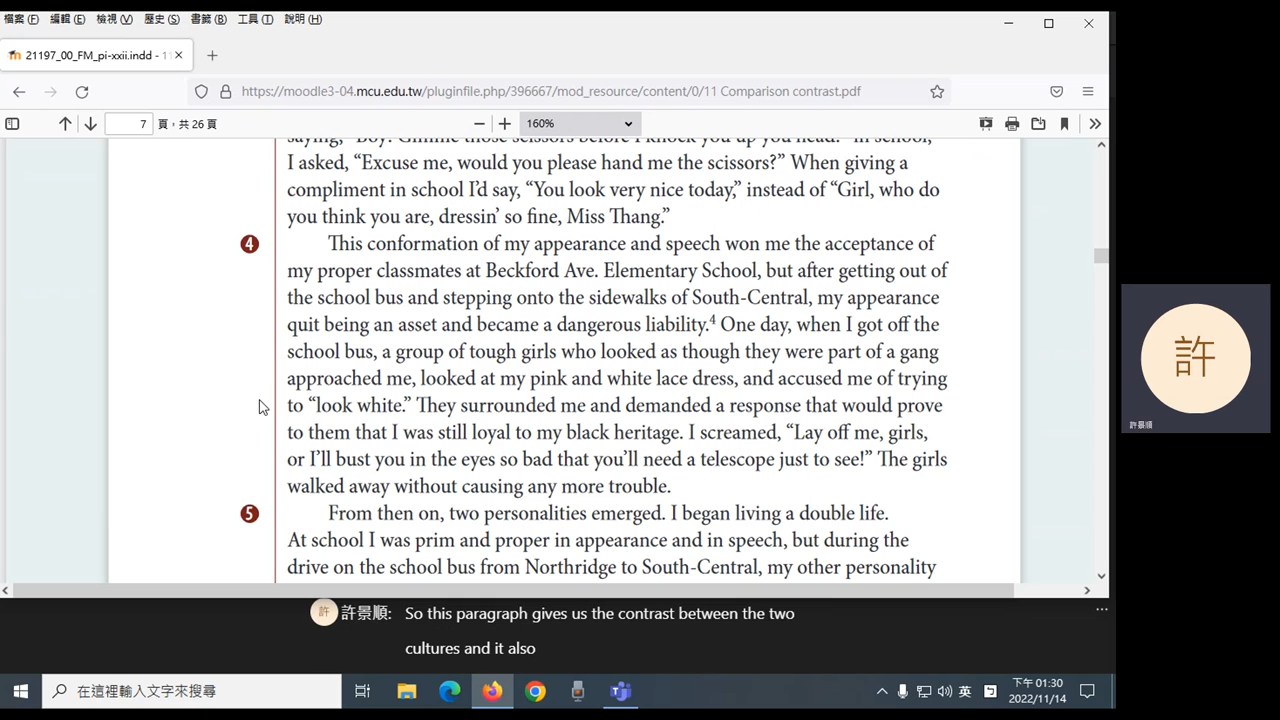 檔案(F) 編輯(E) 檢視(V) 歷史(S) 書籤(B) 工具(T) 說明(H)
21197_00_FM_pi-xxii.indd - 11
https://moodle3-04.mcu.edu.tw/pluginfile.php/396667/mod_resource/content/0/11 Comparison contrast.pdf
7 頁，共 26 頁 160%
saying, "Boy! Gimme those scissors before I knock you up you head!" In school,
I asked, “Excuse me, would you please hand me the scissors?” When giving a
compliment in school I’d say, “You look very nice today,” instead of “Girl, who do
you think you are, dressin’ so fine, Miss Thang.”
4 This conformation of my appearance and speech won me the acceptance of
my proper classmates at Beckford Ave. Elementary School, but after getting out of
the school bus and stepping onto the sidewalks of South-Central, my appearance
quit being an asset and became a dangerous liability.4 One day, when I got off the
school bus, a group of tough girls who looked as though they were part of a gang
approached me, looked at my pink and white lace dress, and accused me of trying
to “look white.” They surrounded me and demanded a response that would prove
to them that I was still loyal to my black heritage. I screamed, “Lay off me, girls,
or I’ll bust you in the eyes so bad that you’ll need a telescope just to see!” The girls
walked away without causing any more trouble.
5 From then on, two personalities emerged. I began living a double life.
At school I was prim and proper in appearance and in speech, but during the
drive on the school bus from Northridge to South-Central, my other personality
許
許景順
許 許景順: So this paragraph gives us the contrast between the two
cultures and it also
在這裡輸入文字來搜尋
英
下午 01:30
2022/11/14